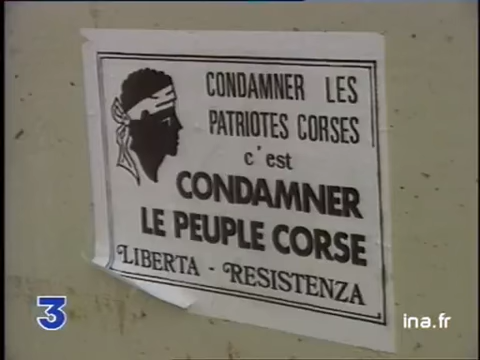 CONDAMNER LES
PATRIOTES CORSES
c'est
CONDAMNER
LE PEUPLE CORSE
LIBERTA - RESISTENZA
3
ina.fr